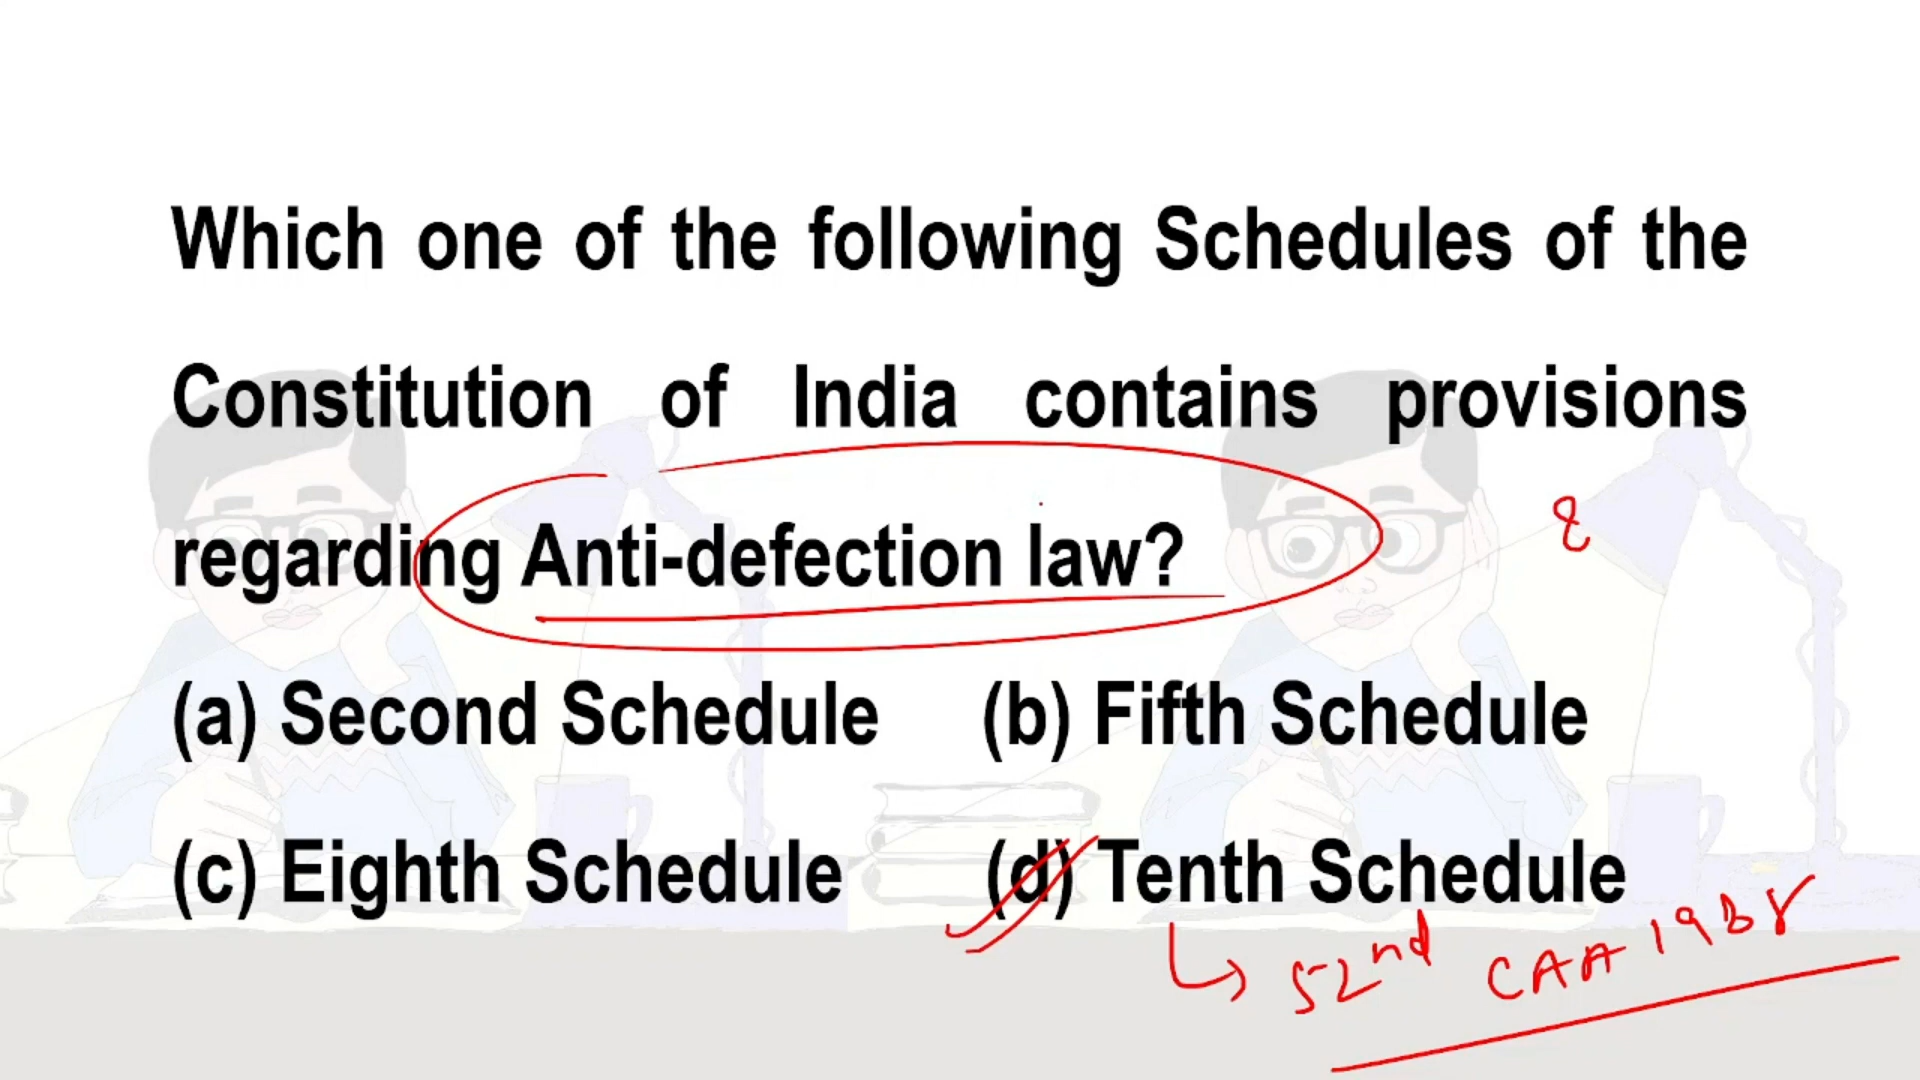 Which one of the following Schedules of the
Constitution of India contains provisions
regarding Anti-defection law?
8
(a) Second Schedule (b) Fifth Schedule
(c) Eighth Schedule (d) Tenth Schedule
52nd CAA